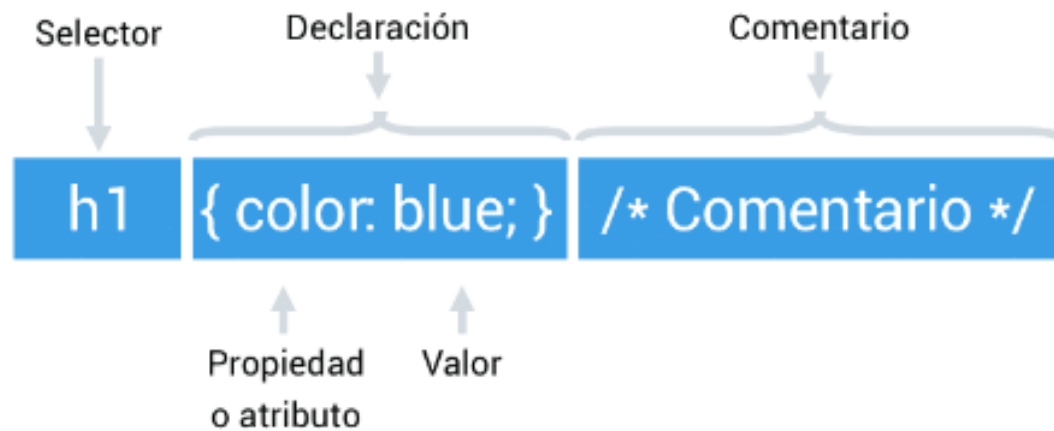 Selector
Declaración
Comentario
h1
{ color: blue; }
/* Comentario */
Propiedad
o atributo
Valor